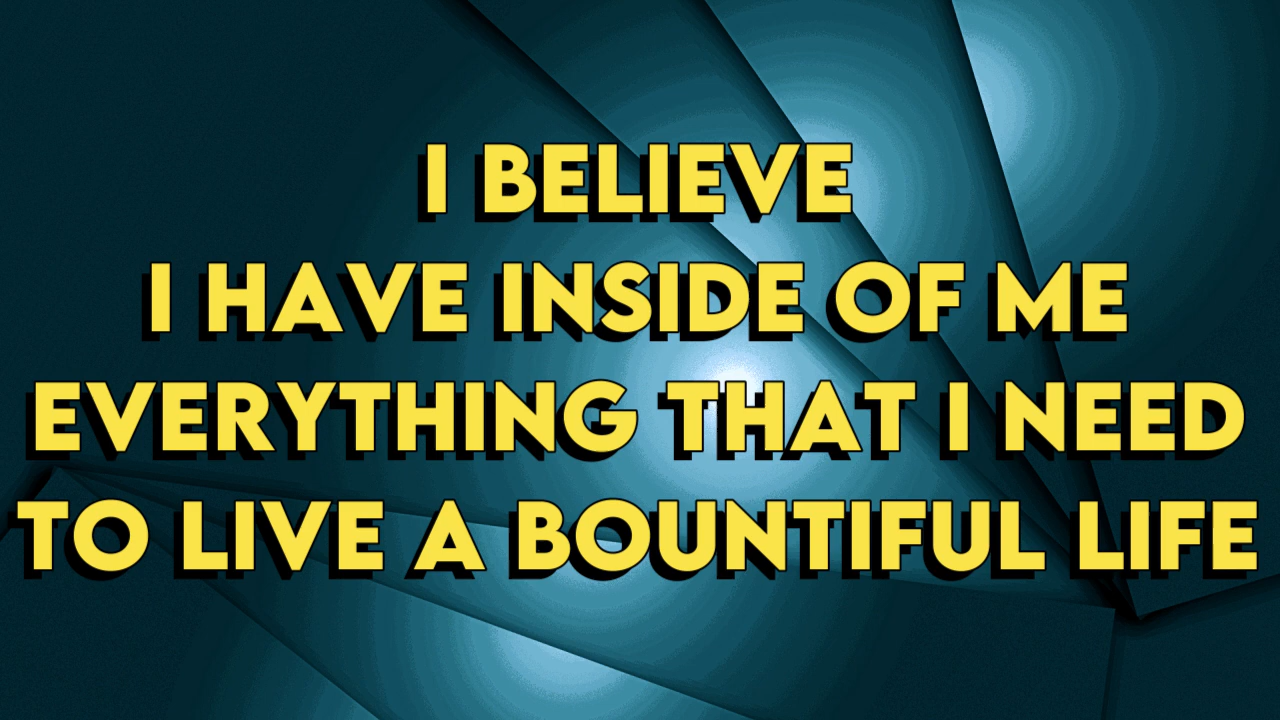 I BELIEVE
I HAVE INSIDE OF ME
EVERYTHING THAT I NEED
TO LIVE A BOUNTIFUL LIFE